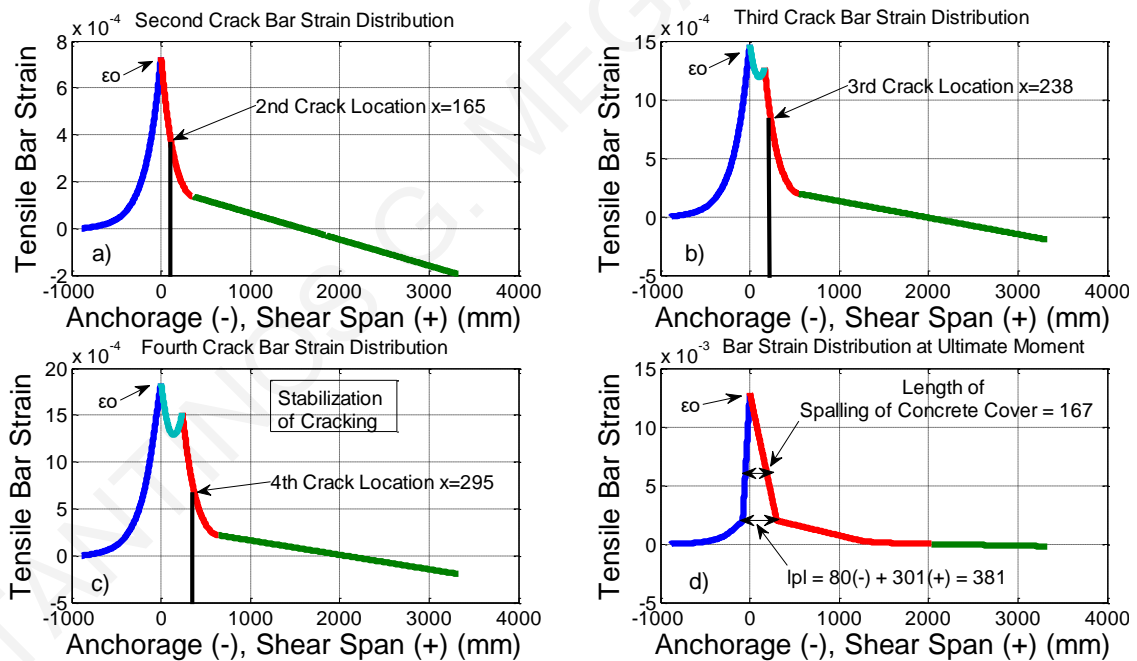 Second Crack Bar Strain Distribution
x 10-4
8
6
4
2
0
-2
Tensile Bar Strain
εo
2nd Crack Location x=165
a)
-1000 0 1000 2000 3000 4000
Anchorage (-), Shear Span (+) (mm)
Third Crack Bar Strain Distribution
x 10-4
15
10
5
0
-5
Tensile Bar Strain
εo
3rd Crack Location x=238
b)
-1000 0 1000 2000 3000 4000
Anchorage (-), Shear Span (+) (mm)
Fourth Crack Bar Strain Distribution
x 10-4
20
15
10
5
0
-5
Tensile Bar Strain
εo
Stabilization
of Cracking
4th Crack Location x=295
c)
-1000 0 1000 2000 3000 4000
Anchorage (-), Shear Span (+) (mm)
Bar Strain Distribution at Ultimate Moment
x 10-3
15
10
5
0
-5
Tensile Bar Strain
εo
Length of
Spalling of Concrete Cover = 167
lpl = 80(-) + 301(+) = 381
d)
-1000 0 1000 2000 3000 4000
Anchorage (-), Shear Span (+) (mm)